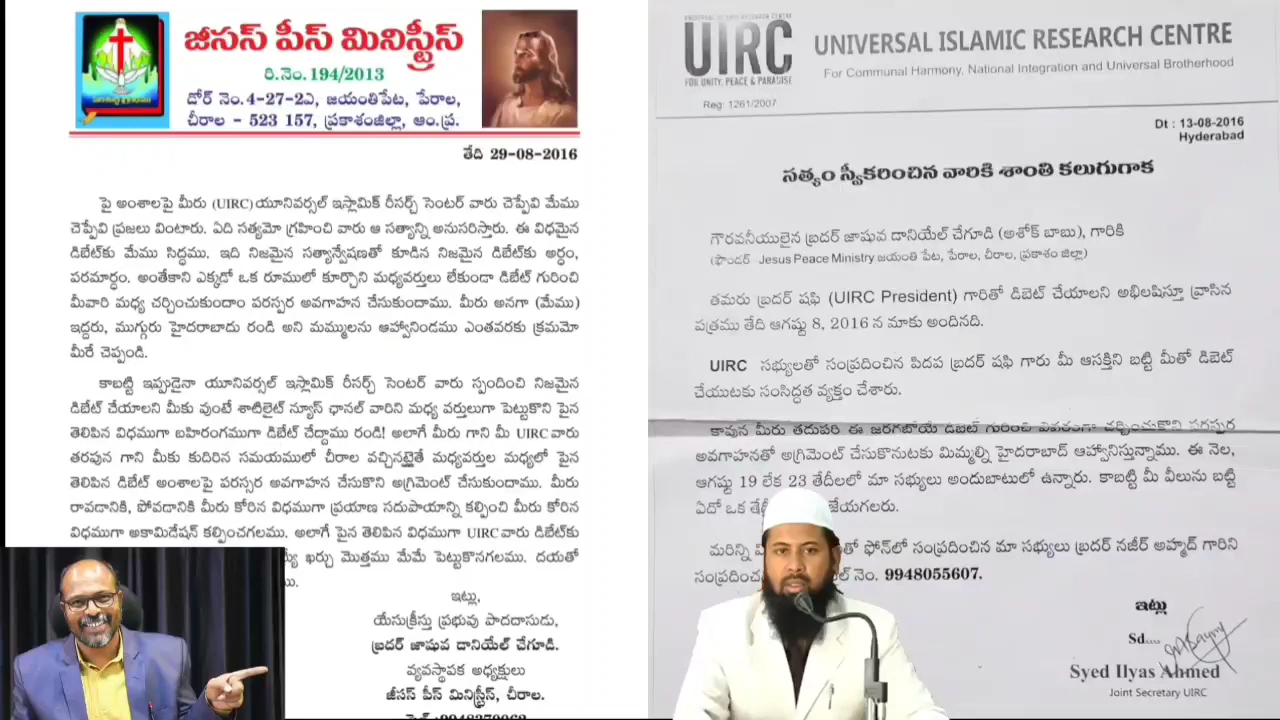 జీసస్ పీస్ మినిస్ట్రీస్
రి.నెం. 194/2013
డోర్ నెం.4-27-2ఎ, జయంతిపేట, పేరాల,
చీరాల - 523 157, ప్రకాశంజిల్లా, ఆం.ప్ర.
తేది 29-08-2016
పై అంశాలపై మీరు (UIRC) యూనివర్సల్ ఇస్లామిక్ రీసర్చ్ సెంటర్ వారు చెప్పేవి మేము
చెప్పేవి ప్రజలు వింటారు. ఏది సత్యమో గ్రహించి వారు ఆ సత్యాన్ని అనుసరిస్తారు. ఈ విధమైన
డిబేట్‌కు మేము సిద్ధము. ఇది నిజమైన సత్యాన్వేషణతో కూడిన నిజమైన డిబేట్‌కు అర్థం,
పరమార్థం. అంతేకాని ఎక్కడో ఒక రూములో కూర్చొని మధ్యవర్తులు లేకుండా డిబేట్ గురించి
మీవారి మధ్య చర్చించుకుందాం పరస్పర అవగాహన చేసుకుందాము. మీరు అనగా (మేము)
ఇద్దరు, ముగ్గురు హైదరాబాదు రండి అని మమ్ములను ఆహ్వానిండము ఎంతవరకు క్రమమో
మీరే చెప్పండి.
కాబట్టి ఇప్పుడైనా యూనివర్సల్ ఇస్లామిక్ రీసర్చ్ సెంటర్ వారు స్పందించి నిజమైన
డిబేట్ చేయాలని మీకు వుంటే శాటిలైట్ న్యూస్ ఛానల్ వారిని మధ్య వర్తులుగా పెట్టుకొని పైన
తెలిపిన విధముగా బహిరంగముగా డిబేట్ చేద్దాము రండి! అలాగే మీరు గాని మీ UIRC వారు
తరవున గాని మీకు కుదిరిన సమయములో చీరాల వచ్చినట్లైతే మధ్యవర్తుల మధ్యలో పైన
తెలిపిన డిబేట్ అంశాలపై పరస్పర అవగాహన చేసుకొని అగ్రిమెంట్ చేసుకుందాము. మీరు
రావడానికి, పోవడానికి మీరు కోరిన విధముగా ప్రయాణ సదుపాయాన్ని కల్పించి మీరు కోరిన
విధముగా అకామిడేషన్ కల్పించగలము. అలాగే పైన తెలిపిన విధముగా UIRC వారు డిబేట్‌కు
ఖర్చు మొత్తము మేమే పెట్టుకొనగలము. దయతో
ఇట్లు,
యేసుక్రీస్తు ప్రభువు పాదదాసుడు,
బ్రదర్ జాషువ డానియేల్ చేగూడి.
వ్యవస్థాపక అధ్యక్షులు
జీసస్ పీస్ మినిస్ట్రీస్, చీరాల.
UIRC
FOR UNITY, PEACE & PARADISE
UNIVERSAL ISLAMIC RESEARCH CENTRE
For Communal Harmony, National Integration and Universal Brotherhood
Reg: 1261/2007
Dt : 13-08-2016
Hyderabad
సత్యం స్వీకరించిన వారికి శాంతి కలుగుగాక
గౌరవనీయులైన బ్రదర్ జాషువ డానియేల్ చేగూడి (అశోక్ బాబు), గారికి
(ఫౌండర్ Jesus Peace Ministry జయంతి పేట, పేరాల, చీరాల, ప్రకాశం జిల్లా)
తమరు బ్రదర్ షఫి (UIRC President) గారితో డిబేట్ చేయాలని అభిలషిస్తూ వ్రాసిన
పత్రము తేది ఆగష్టు 8, 2016 న మాకు అందినది.
UIRC సభ్యులతో సంప్రదించిన పిదప బ్రదర్ షఫి గారు మీ ఆసక్తిని బట్టి మీతో డిబేట్
చేయుటకు సంసిద్ధత వ్యక్తం చేశారు.
కావున మీరు తదుపరి ఈ జరగబోయే డిబేట్ గురించి వివరంగా చర్చించుకొని పరస్పర
అవగాహనతో అగ్రిమెంట్ చేసుకొనుటకు మిమ్మల్ని హైదరాబాద్ ఆహ్వానిస్తున్నాము. ఈ నెల,
ఆగష్టు 19 లేక 23 తేదీలలో మా సభ్యులు అందుబాటులో ఉన్నారు. కాబట్టి మీ వీలును బట్టి
ఏదో ఒక జేయగలరు.
మరిన్ని ఫోన్‌లో సంప్రదించిన మా సభ్యులు బ్రదర్ నజీర్ అహ్మద్ గారిని
నెం. 9948055607.
ఇట్లు
Sd....
Syed Ilyas Ahmed
Joint Secretary UIRC